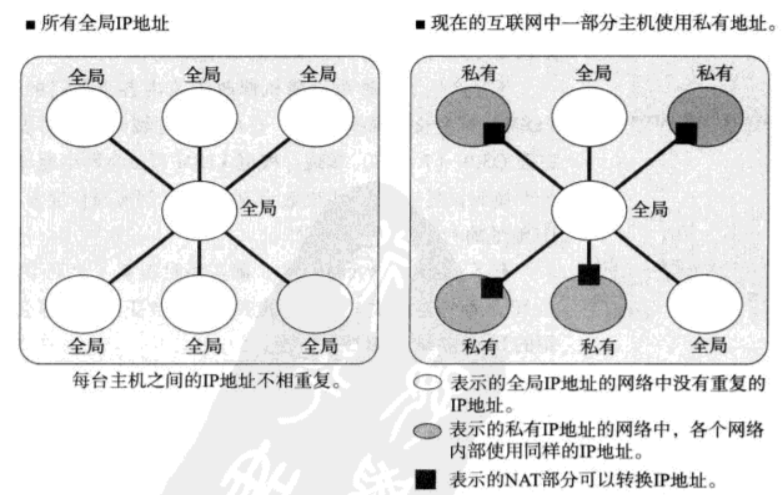 ■ 所有全局IP地址
全局 全局 全局
全局
全局 全局 全局
每台主机之间的IP地址不相重复。
■ 现在的互联网中一部分主机使用私有地址。
私有 全局 私有
全局
私有 私有 全局
表示的全局IP地址的网络中没有重复的
IP地址。
表示的私有IP地址的网络中，各个网络
内部使用同样的IP地址。
表示的NAT部分可以转换IP地址。